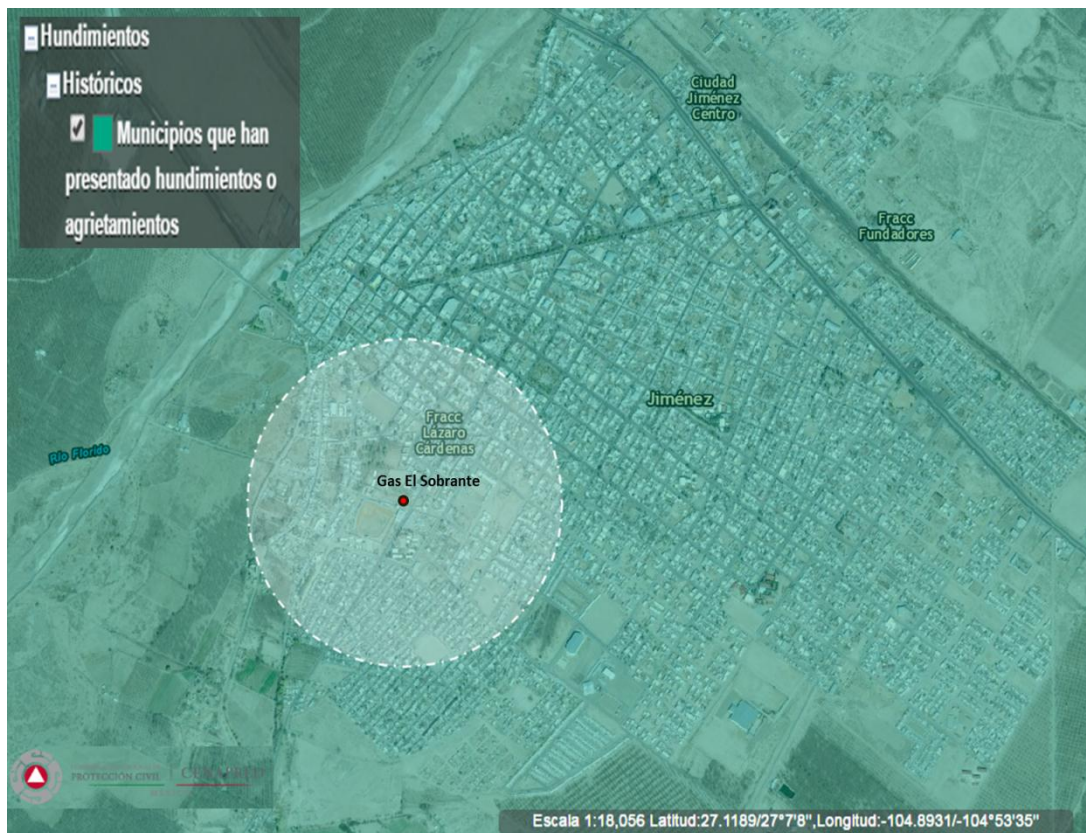 Hundimientos
Históricos
Municipios que han
presentado hundimientos o
agrietamientos
Ciudad
Jiménez
Centro
Fracc
Fundadores
Jiménez
Fracc
Lázaro
Cárdenas
Río Florido
Gas El Sobrante
PROTECCIÓN CIVIL
CENAPRED
Escala 1:18,056 Latitud:27.1189/27°7'8",Longitud:-104.8931/-104°53'35"